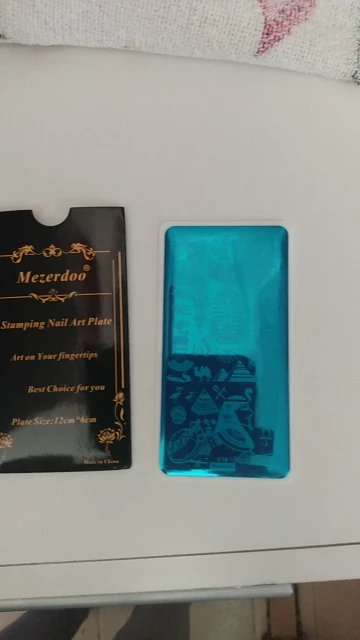 Mezerdoo®
Stamping Nail Art Plate
Art on Your fingertips
Best Choice for you
Plate Size:12cm*6cm
Made in China